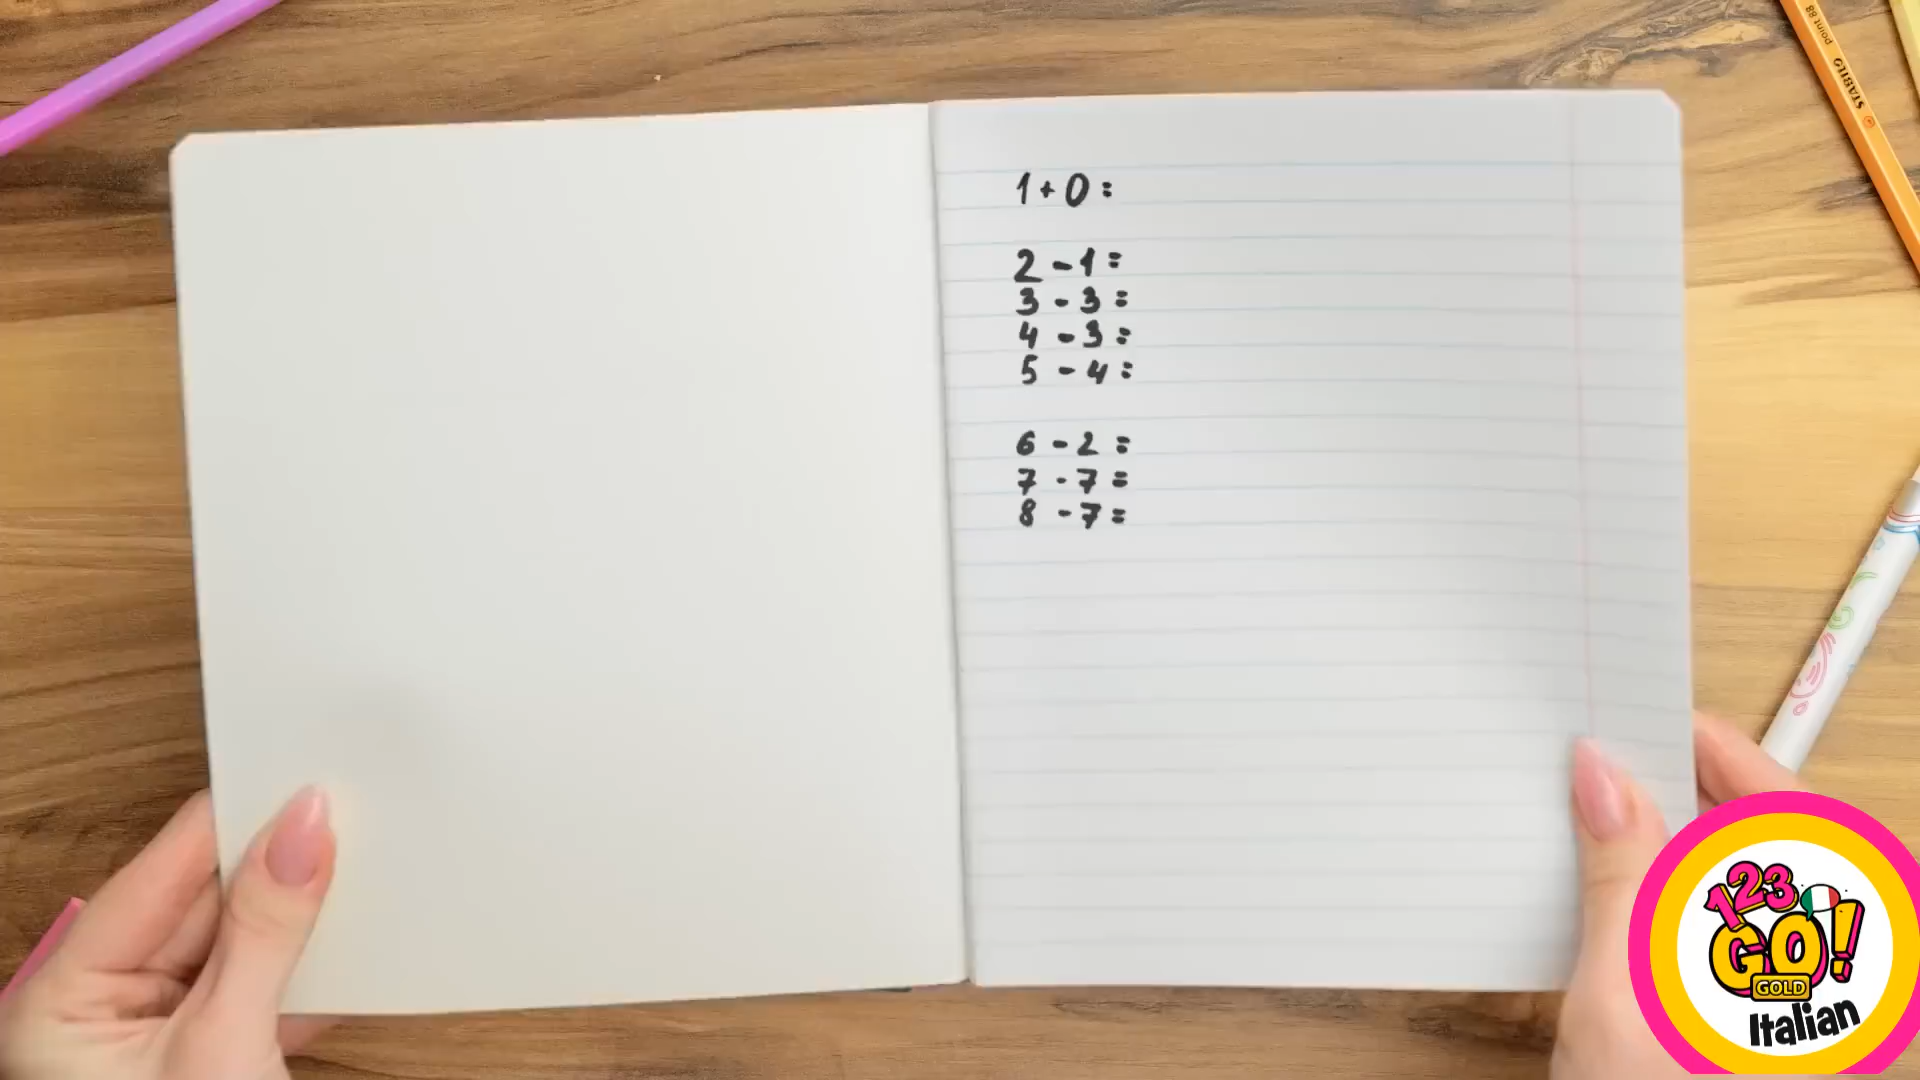 1+0=
2-1=
3-3=
4-3=
5-4=
6-2=
7-7=
8-7=
STABILO
point 88
123
GO!
GOLD
Italian